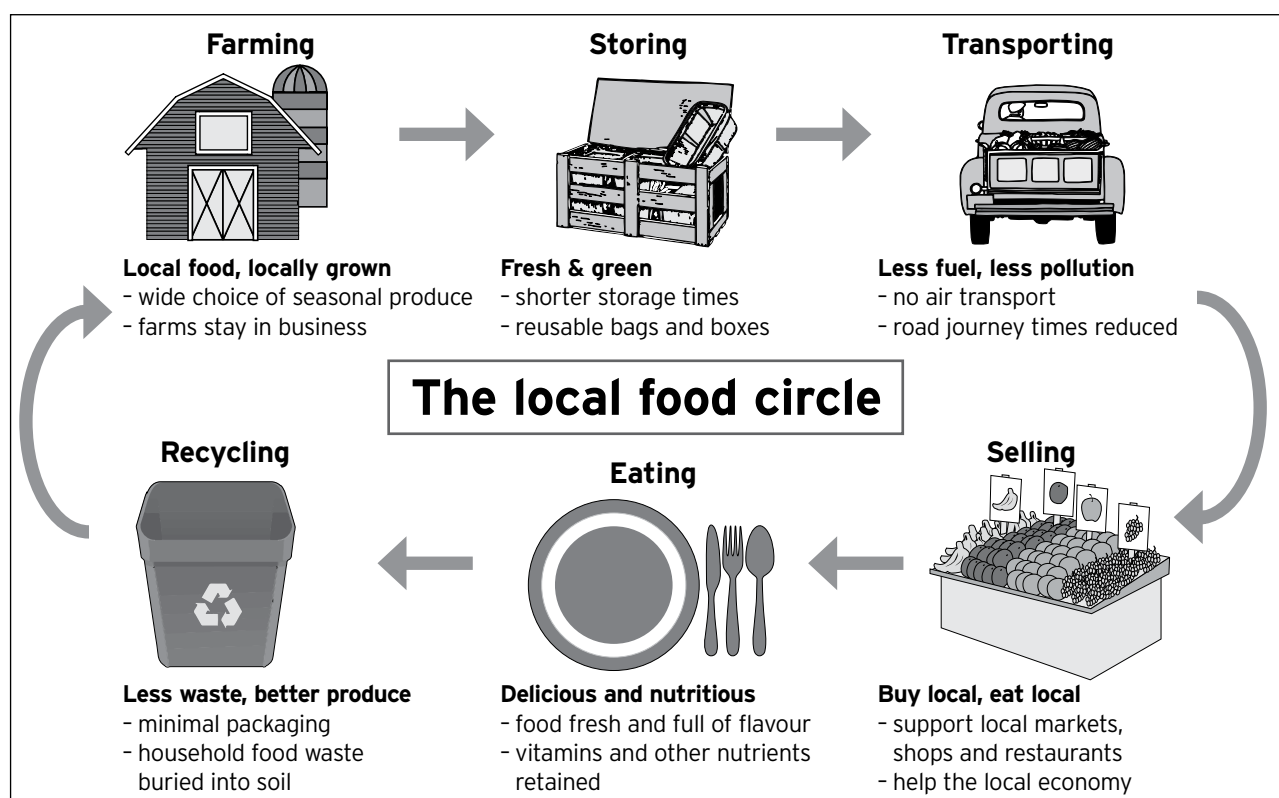 Farming
Storing
Transporting
Local food, locally grown
– wide choice of seasonal produce
– farms stay in business
Fresh & green
– shorter storage times
– reusable bags and boxes
Less fuel, less pollution
– no air transport
– road journey times reduced
The local food circle
Recycling
Eating
Selling
Less waste, better produce
– minimal packaging
– household food waste
buried into soil
Delicious and nutritious
– food fresh and full of flavour
– vitamins and other nutrients
retained
Buy local, eat local
– support local markets,
shops and restaurants
– help the local economy